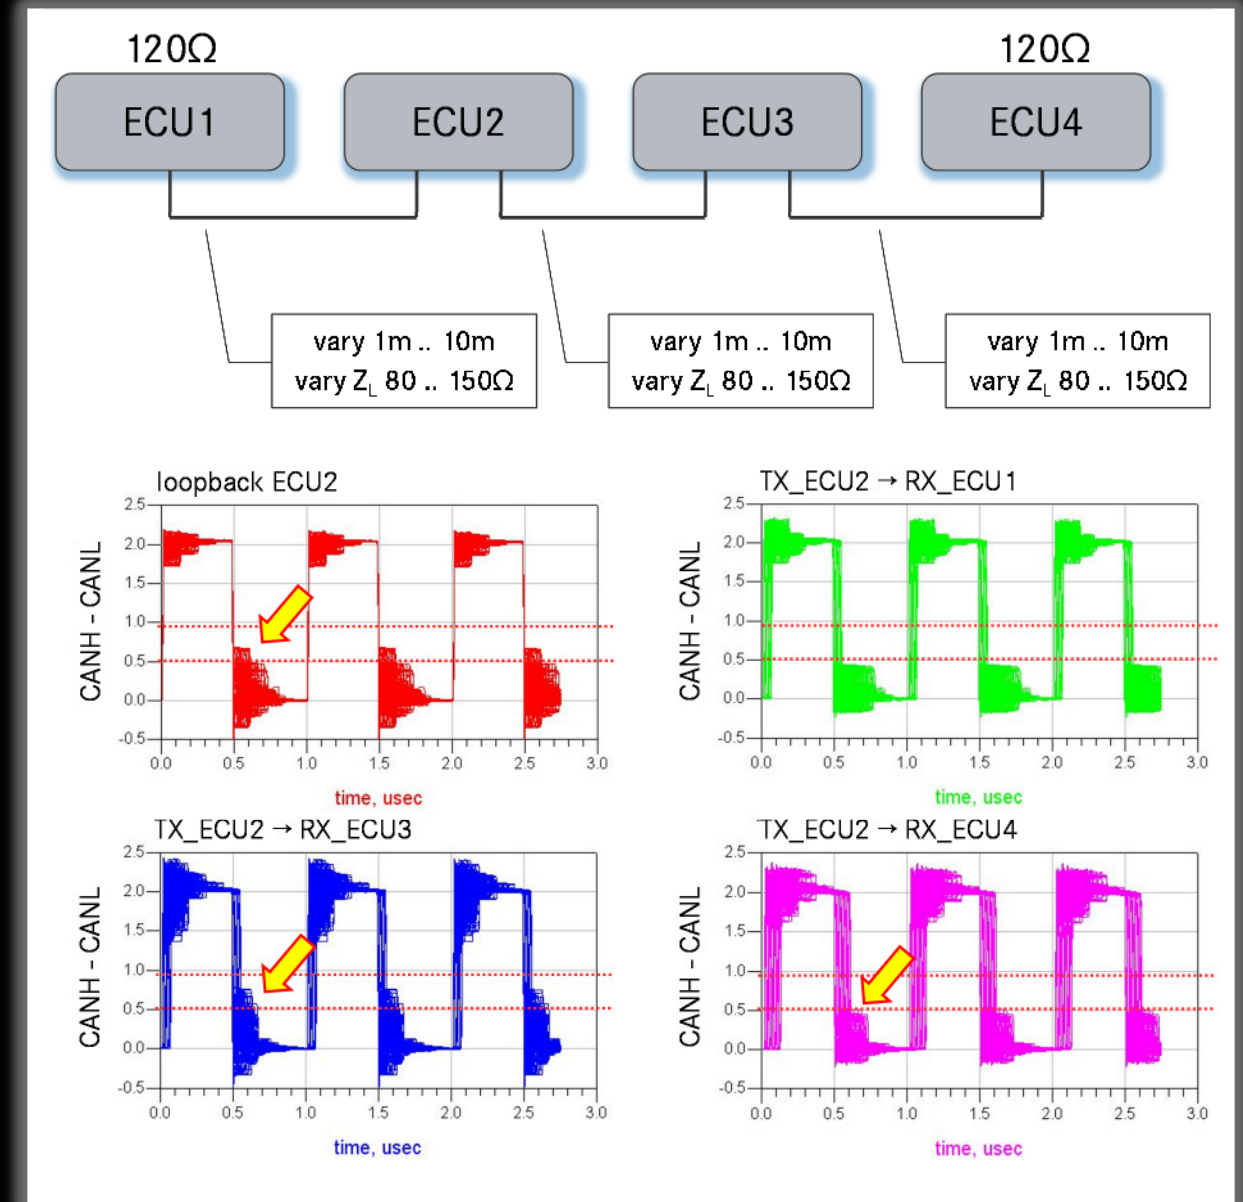 120Ω 120Ω
ECU1 ECU2 ECU3 ECU4
vary 1m .. 10m
vary Z_L 80 .. 150Ω
vary 1m .. 10m
vary Z_L 80 .. 150Ω
vary 1m .. 10m
vary Z_L 80 .. 150Ω
loopback ECU2
CANH - CANL
2.5
2.0
1.5
1.0
0.5
0.0
-0.5
0.0 0.5 1.0 1.5 2.0 2.5 3.0
time, usec
TX_ECU2 → RX_ECU1
CANH - CANL
2.5
2.0
1.5
1.0
0.5
0.0
-0.5
0.0 0.5 1.0 1.5 2.0 2.5 3.0
time, usec
TX_ECU2 → RX_ECU3
CANH - CANL
2.5
2.0
1.5
1.0
0.5
0.0
-0.5
0.0 0.5 1.0 1.5 2.0 2.5 3.0
time, usec
TX_ECU2 → RX_ECU4
CANH - CANL
2.5
2.0
1.5
1.0
0.5
0.0
-0.5
0.0 0.5 1.0 1.5 2.0 2.5 3.0
time, usec